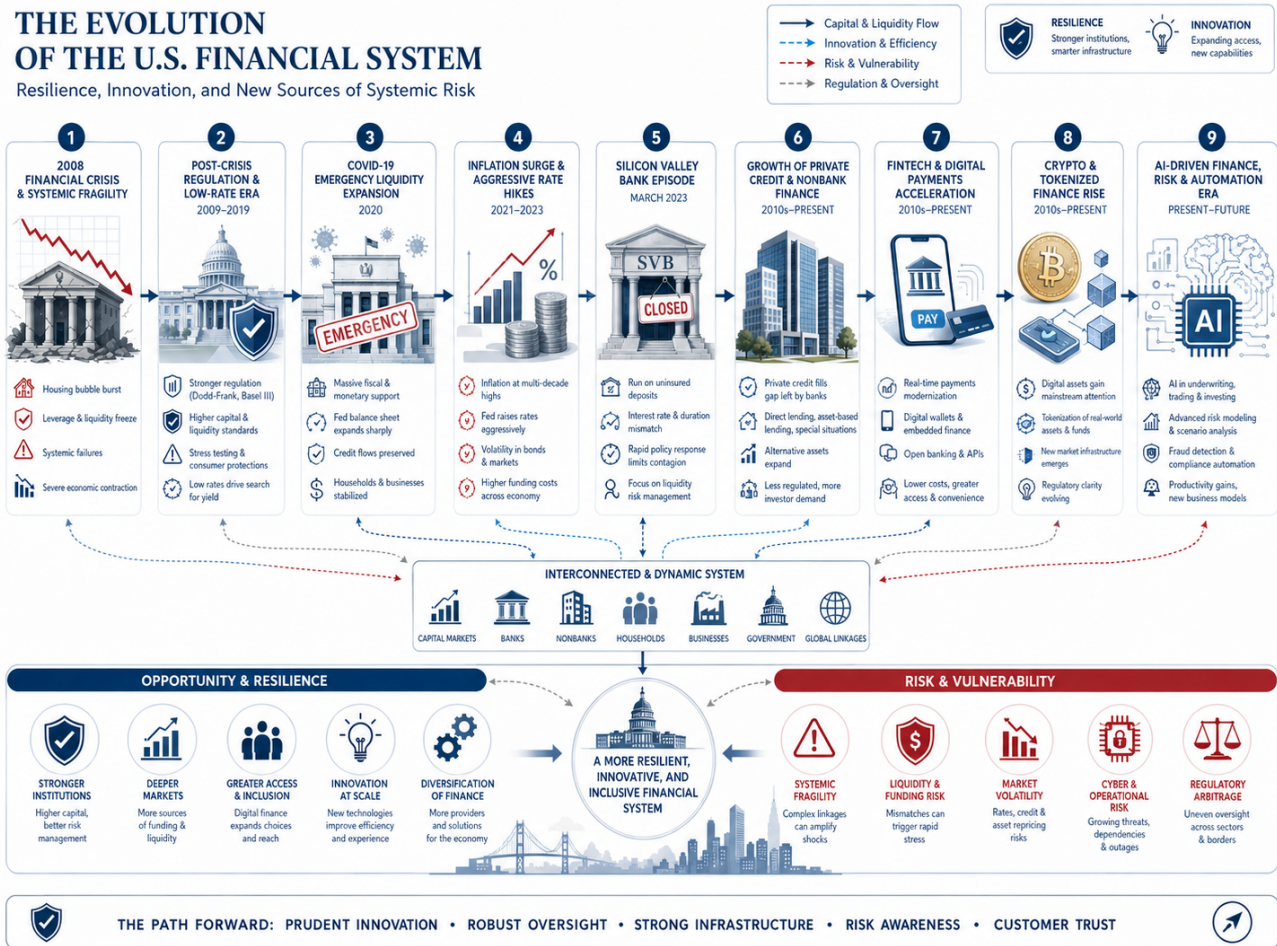 THE EVOLUTION
OF THE U.S. FINANCIAL SYSTEM
Resilience, Innovation, and New Sources of Systemic Risk
Capital & Liquidity Flow
Innovation & Efficiency
Risk & Vulnerability
Regulation & Oversight
RESILIENCE
Stronger institutions,
smarter infrastructure
INNOVATION
Expanding access,
new capabilities
1
2008
FINANCIAL CRISIS
& SYSTEMIC FRAGILITY
Housing bubble burst
Leverage & liquidity freeze
Systemic failures
Severe economic contraction
2
POST-CRISIS
REGULATION &
LOW-RATE ERA
2009–2019
Stronger regulation
(Dodd-Frank, Basel III)
Higher capital &
liquidity standards
Stress testing &
consumer protections
Low rates drive search
for yield
3
COVID-19
EMERGENCY LIQUIDITY
EXPANSION
2020
EMERGENCY
Massive fiscal &
monetary support
Fed balance sheet
expands sharply
Credit flows preserved
Households & businesses
stabilized
4
INFLATION SURGE &
AGGRESSIVE RATE
HIKES
2021–2023
%
Inflation at multi-decade
highs
Fed raises rates
aggressively
Volatility in bonds
& markets
Higher funding costs
across economy
5
SILICON VALLEY
BANK EPISODE
MARCH 2023
SVB
CLOSED
Run on uninsured
deposits
Interest rate & duration
mismatch
Rapid policy response
limits contagion
Focus on liquidity
risk management
6
GROWTH OF PRIVATE
CREDIT & NONBANK
FINANCE
2010s–PRESENT
Private credit fills
gap left by banks
Direct lending, asset-based
lending, special situations
Alternative assets
expand
Less regulated, more
investor demand
7
FINTECH & DIGITAL
PAYMENTS
ACCELERATION
2010s–PRESENT
PAY
Real-time payments
modernization
Digital wallets &
embedded finance
Open banking & APIs
Lower costs, greater
access & convenience
8
CRYPTO &
TOKENIZED
FINANCE RISE
2010s–PRESENT
Digital assets gain
mainstream attention
Tokenization of real-world
assets & funds
New market infrastructure
emerges
Regulatory clarity
evolving
9
AI-DRIVEN FINANCE,
RISK & AUTOMATION
ERA
PRESENT–FUTURE
AI
AI in underwriting,
trading & investing
Advanced risk modeling
& scenario analysis
Fraud detection &
compliance automation
Productivity gains,
new business models
INTERCONNECTED & DYNAMIC SYSTEM
CAPITAL MARKETS
BANKS
NONBANKS
HOUSEHOLDS
BUSINESSES
GOVERNMENT
GLOBAL LINKAGES
OPPORTUNITY & RESILIENCE
STRONGER
INSTITUTIONS
Higher capital,
better risk
management
DEEPER
MARKETS
More sources
of funding &
liquidity
GREATER ACCESS
& INCLUSION
Digital finance
expands choices
and reach
INNOVATION
AT SCALE
New technologies
improve efficiency
and experience
DIVERSIFICATION
OF FINANCE
More providers
and solutions
for the economy
A MORE RESILIENT,
INNOVATIVE, AND
INCLUSIVE FINANCIAL
SYSTEM
RISK & VULNERABILITY
SYSTEMIC
FRAGILITY
Complex linkages
can amplify
shocks
LIQUIDITY &
FUNDING RISK
Mismatches can
trigger rapid
stress
MARKET
VOLATILITY
Rates, credit &
asset repricing
risks
CYBER &
OPERATIONAL
RISK
Growing threats,
dependencies
& outages
REGULATORY
ARBITRAGE
Uneven oversight
across sectors
& borders
THE PATH FORWARD: PRUDENT INNOVATION • ROBUST OVERSIGHT • STRONG INFRASTRUCTURE • RISK AWARENESS • CUSTOMER TRUST